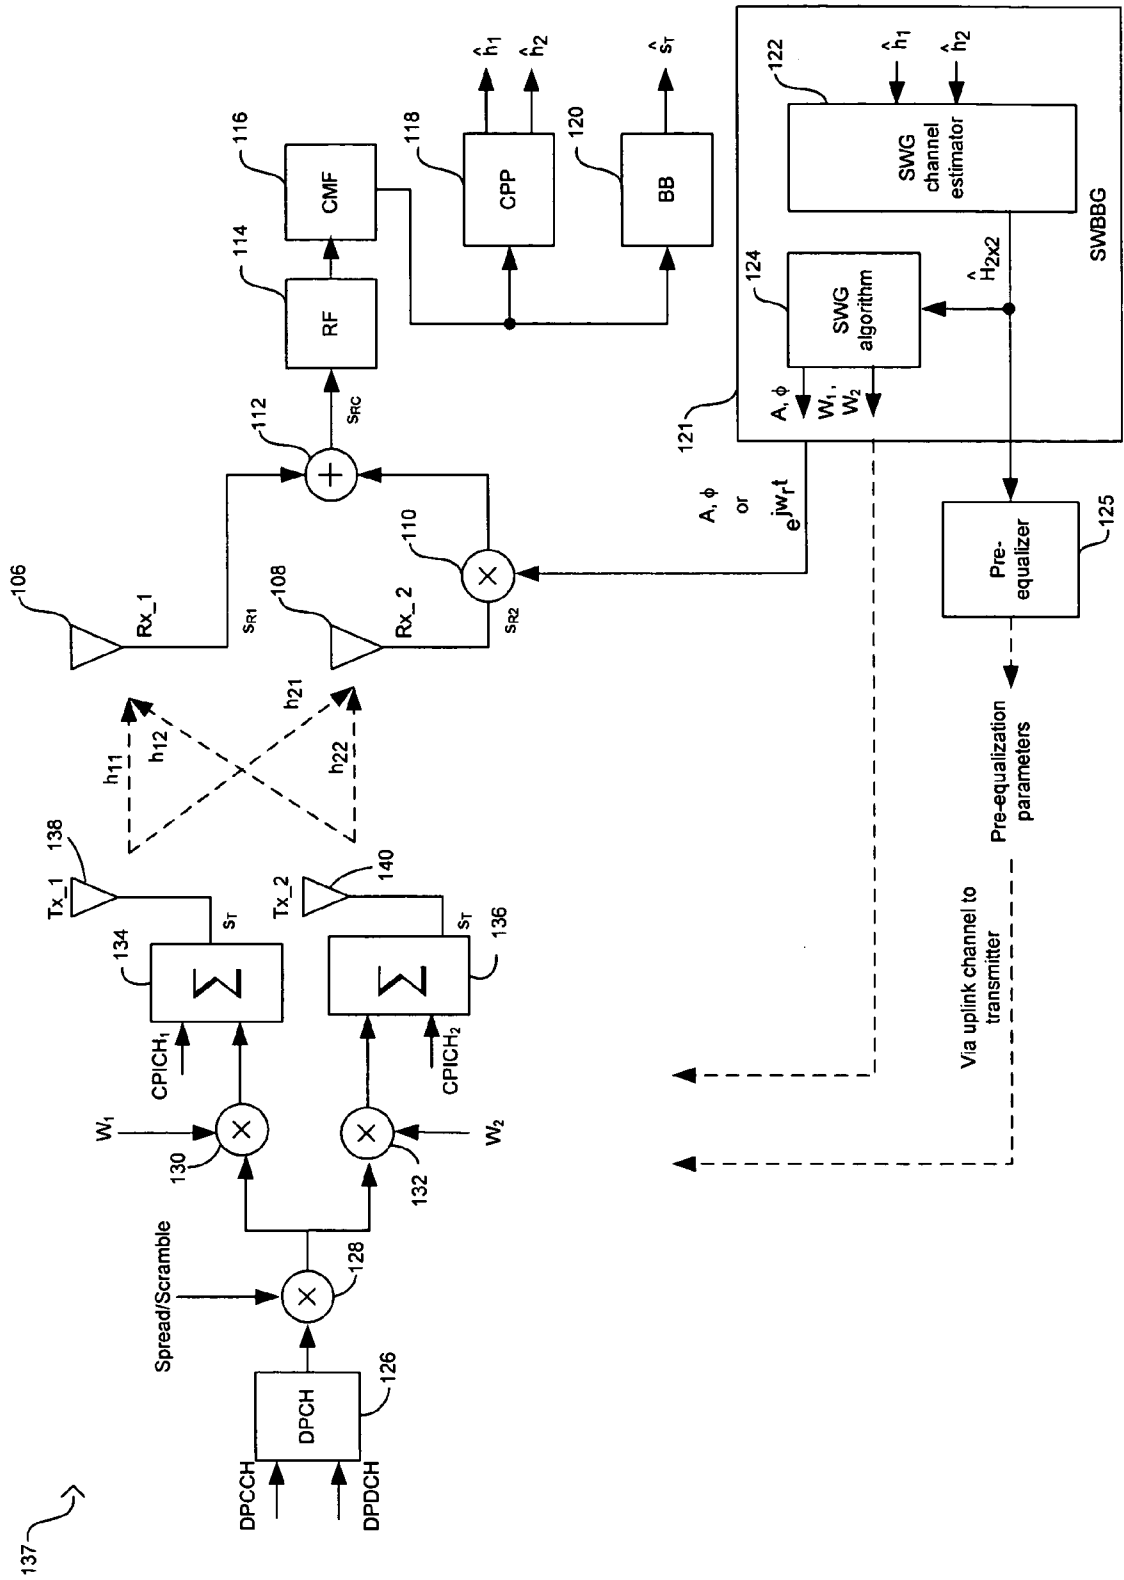 137
DPCCH
DPDCH
DPCH
126
Spread/Scramble
×
128
W1
×
130
×
132
W2
CPICH1
Σ
134
sT
Tx_1
138
CPICH2
Σ
136
sT
Tx_2
140
h11
h12
h21
h22
106
Rx_1
sR1
108
Rx_2
sR2
×
110
+
112
sRC
RF
114
CMF
116
CPP
118
ĥ1
ĥ2
BB
120
ŝT
A, ϕ
or
e^jwrt
121
A, ϕ
W1,
W2
SWG
algorithm
124
Ĥ2x2
SWG
channel
estimator
122
ĥ1
ĥ2
SWBBG
Pre-
equalizer
125
Pre-equalization
parameters
Via uplink channel to
transmitter